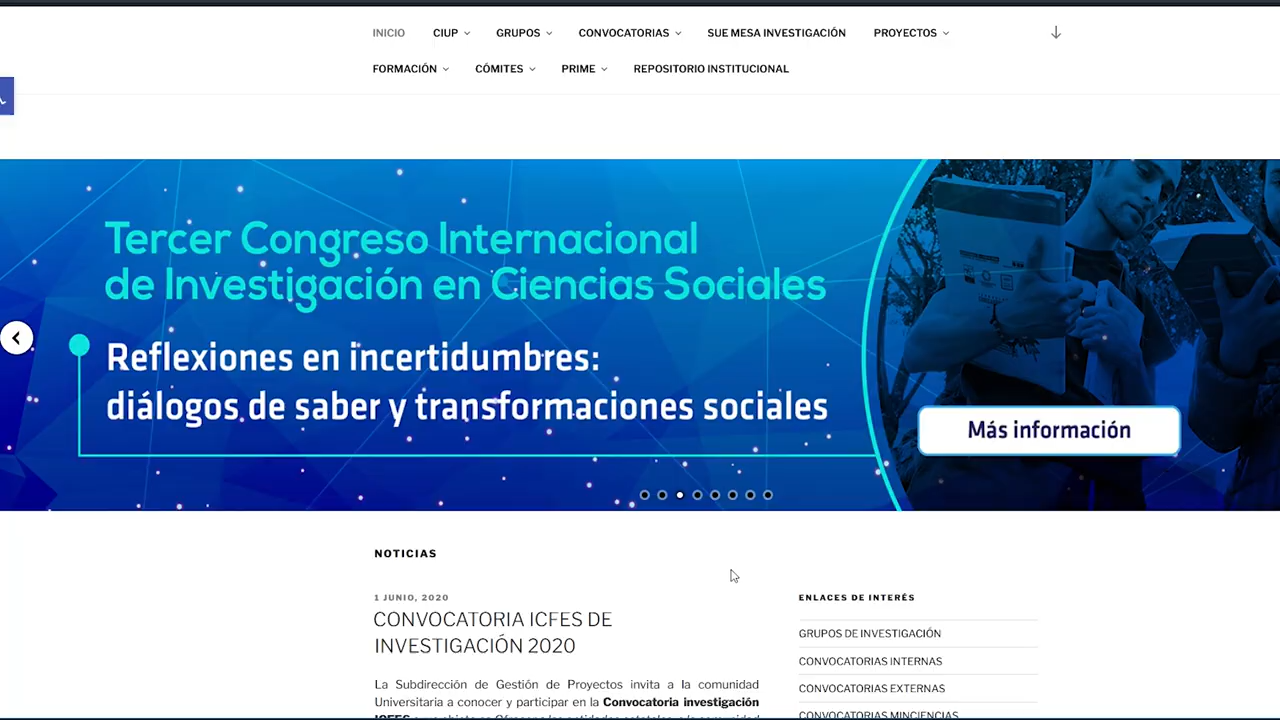 INICIO CIUP GRUPOS CONVOCATORIAS SUE MESA INVESTIGACIÓN PROYECTOS
FORMACIÓN CÓMITES PRIME REPOSITORIO INSTITUCIONAL
Tercer Congreso Internacional
de Investigación en Ciencias Sociales
Reflexiones en incertidumbres:
diálogos de saber y transformaciones sociales
Más información
NOTICIAS
1 JUNIO, 2020
CONVOCATORIA ICFES DE
INVESTIGACIÓN 2020
La Subdirección de Gestión de Proyectos invita a la comunidad
Universitaria a conocer y participar en la Convocatoria investigación
ENLACES DE INTERÉS
GRUPOS DE INVESTIGACIÓN
CONVOCATORIAS INTERNAS
CONVOCATORIAS EXTERNAS
CONVOCATORIAS MINCIENCIAS